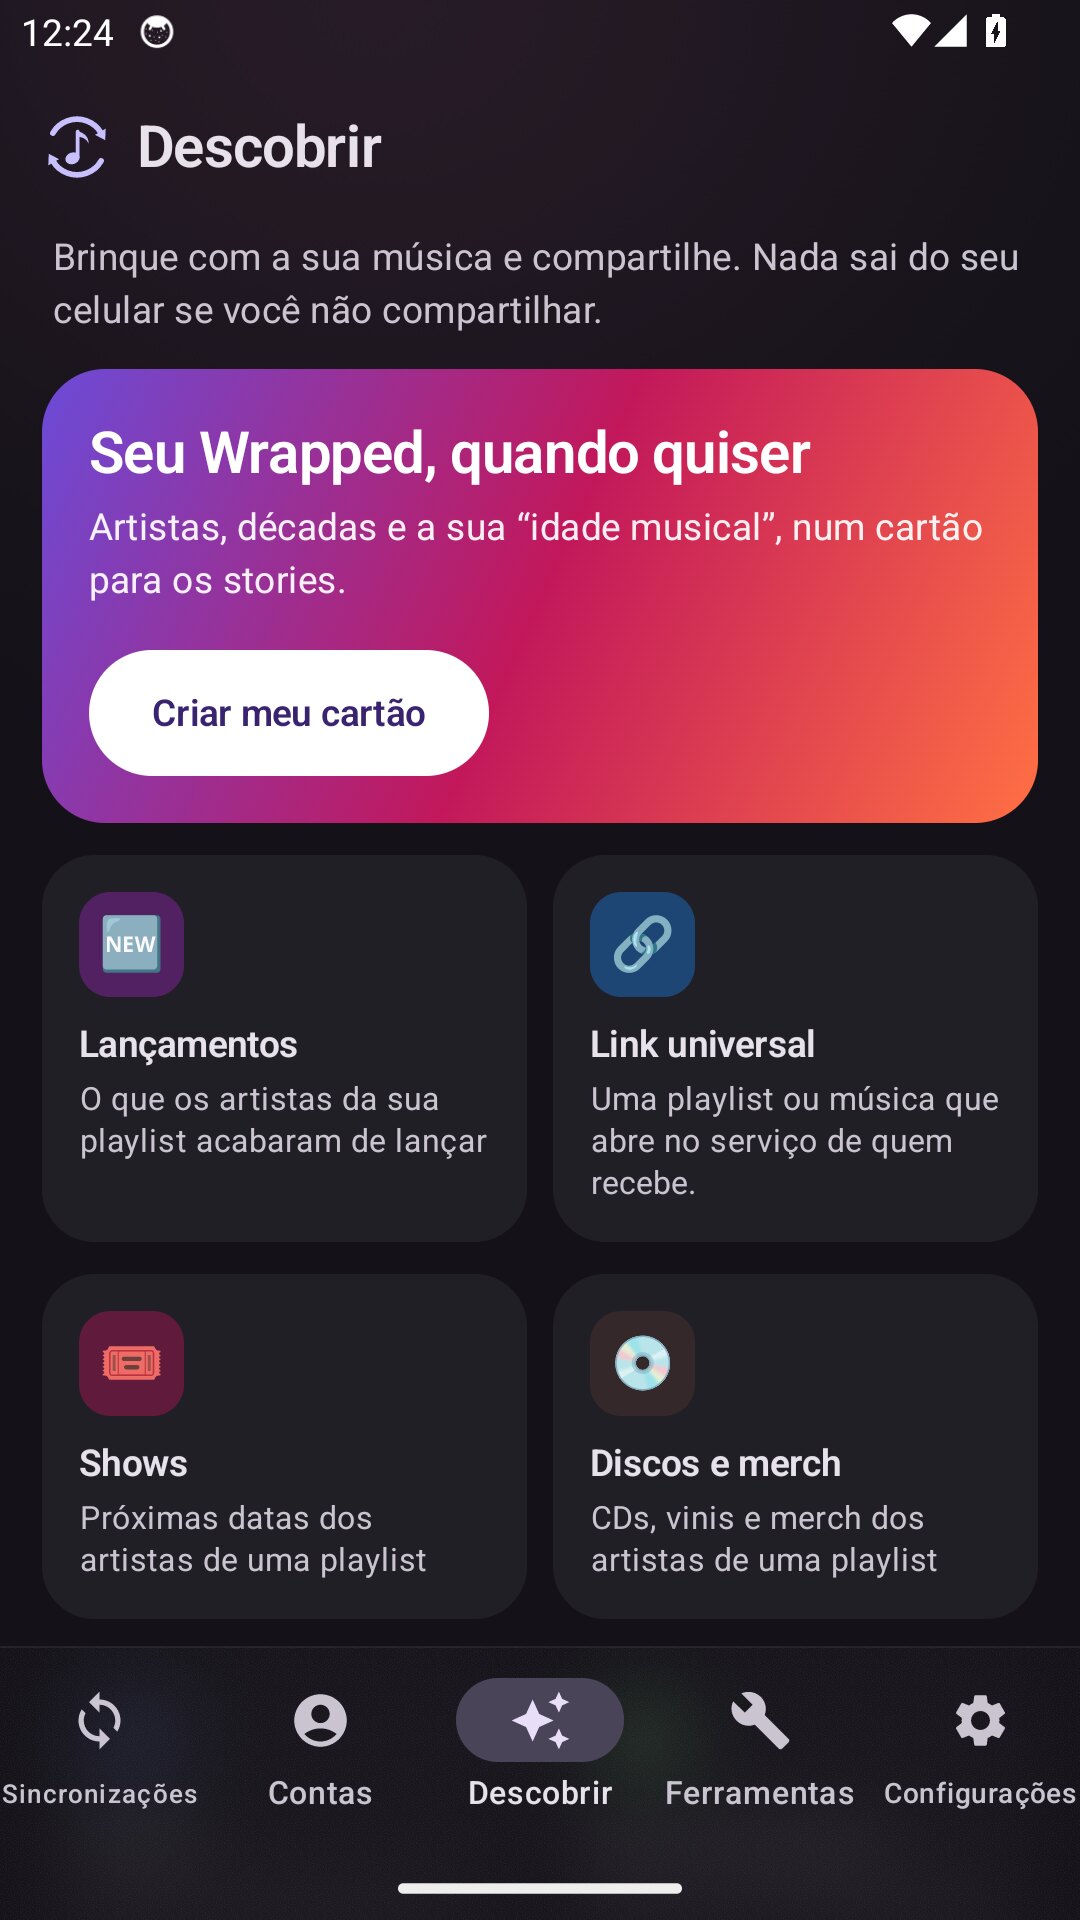 12:24
Descobrir
Brinque com a sua música e compartilhe. Nada sai do seu
celular se você não compartilhar.
Seu Wrapped, quando quiser
Artistas, décadas e a sua “idade musical”, num cartão
para os stories.
Criar meu cartão
NEW
Lançamentos
O que os artistas da sua
playlist acabaram de lançar
Link universal
Uma playlist ou música que
abre no serviço de quem
recebe.
Shows
Próximas datas dos
artistas de uma playlist
Discos e merch
CDs, vinis e merch dos
artistas de uma playlist
Sincronizações
Contas
Descobrir
Ferramentas
Configurações